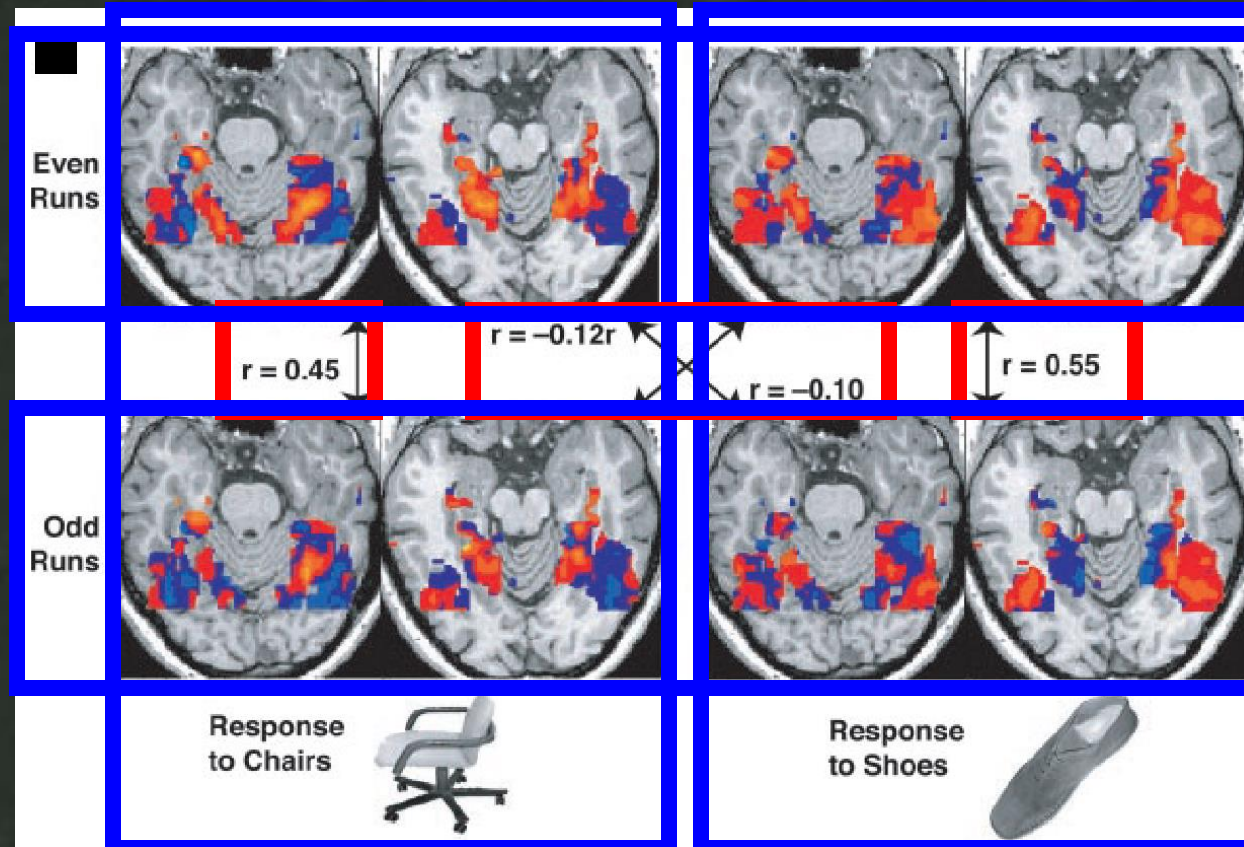 Even
Runs
r = −0.12r
r = 0.45
r = 0.55
r = −0.10
Odd
Runs
Response
to Chairs
Response
to Shoes